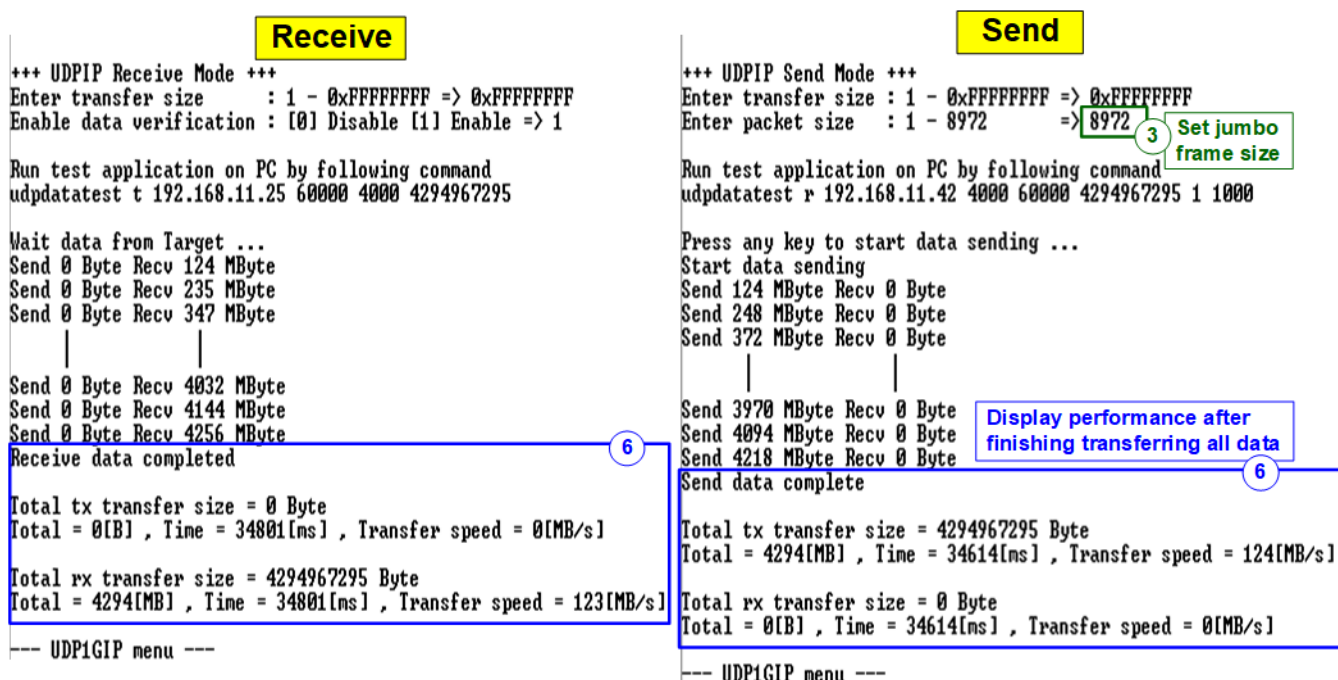 Receive
+++ UDPIP Receive Mode +++
Enter transfer size : 1 - 0xFFFFFFFF => 0xFFFFFFFF
Enable data verification : [0] Disable [1] Enable => 1
Run test application on PC by following command
udpdatatest t 192.168.11.25 60000 4000 4294967295
Wait data from Target ...
Send 0 Byte Recv 124 MByte
Send 0 Byte Recv 235 MByte
Send 0 Byte Recv 347 MByte
Send 0 Byte Recv 4032 MByte
Send 0 Byte Recv 4144 MByte
Send 0 Byte Recv 4256 MByte
6
Receive data completed
Total tx transfer size = 0 Byte
Total = 0[B] , Time = 34801[ms] , Transfer speed = 0[MB/s]
Total rx transfer size = 4294967295 Byte
Total = 4294[MB] , Time = 34801[ms] , Transfer speed = 123[MB/s]
--- UDP1GIP menu ---
Send
+++ UDPIP Send Mode +++
Enter transfer size : 1 - 0xFFFFFFFF => 0xFFFFFFFF
Enter packet size : 1 - 8972 => 8972
3
Set jumbo
frame size
Run test application on PC by following command
udpdatatest r 192.168.11.42 4000 60000 4294967295 1 1000
Press any key to start data sending ...
Start data sending
Send 124 MByte Recv 0 Byte
Send 248 MByte Recv 0 Byte
Send 372 MByte Recv 0 Byte
Send 3970 MByte Recv 0 Byte
Send 4094 MByte Recv 0 Byte
Send 4218 MByte Recv 0 Byte
Display performance after
finishing transferring all data
6
Send data complete
Total tx transfer size = 4294967295 Byte
Total = 4294[MB] , Time = 34614[ms] , Transfer speed = 124[MB/s]
Total rx transfer size = 0 Byte
Total = 0[B] , Time = 34614[ms] , Transfer speed = 0[MB/s]
--- UDP1GIP menu ---